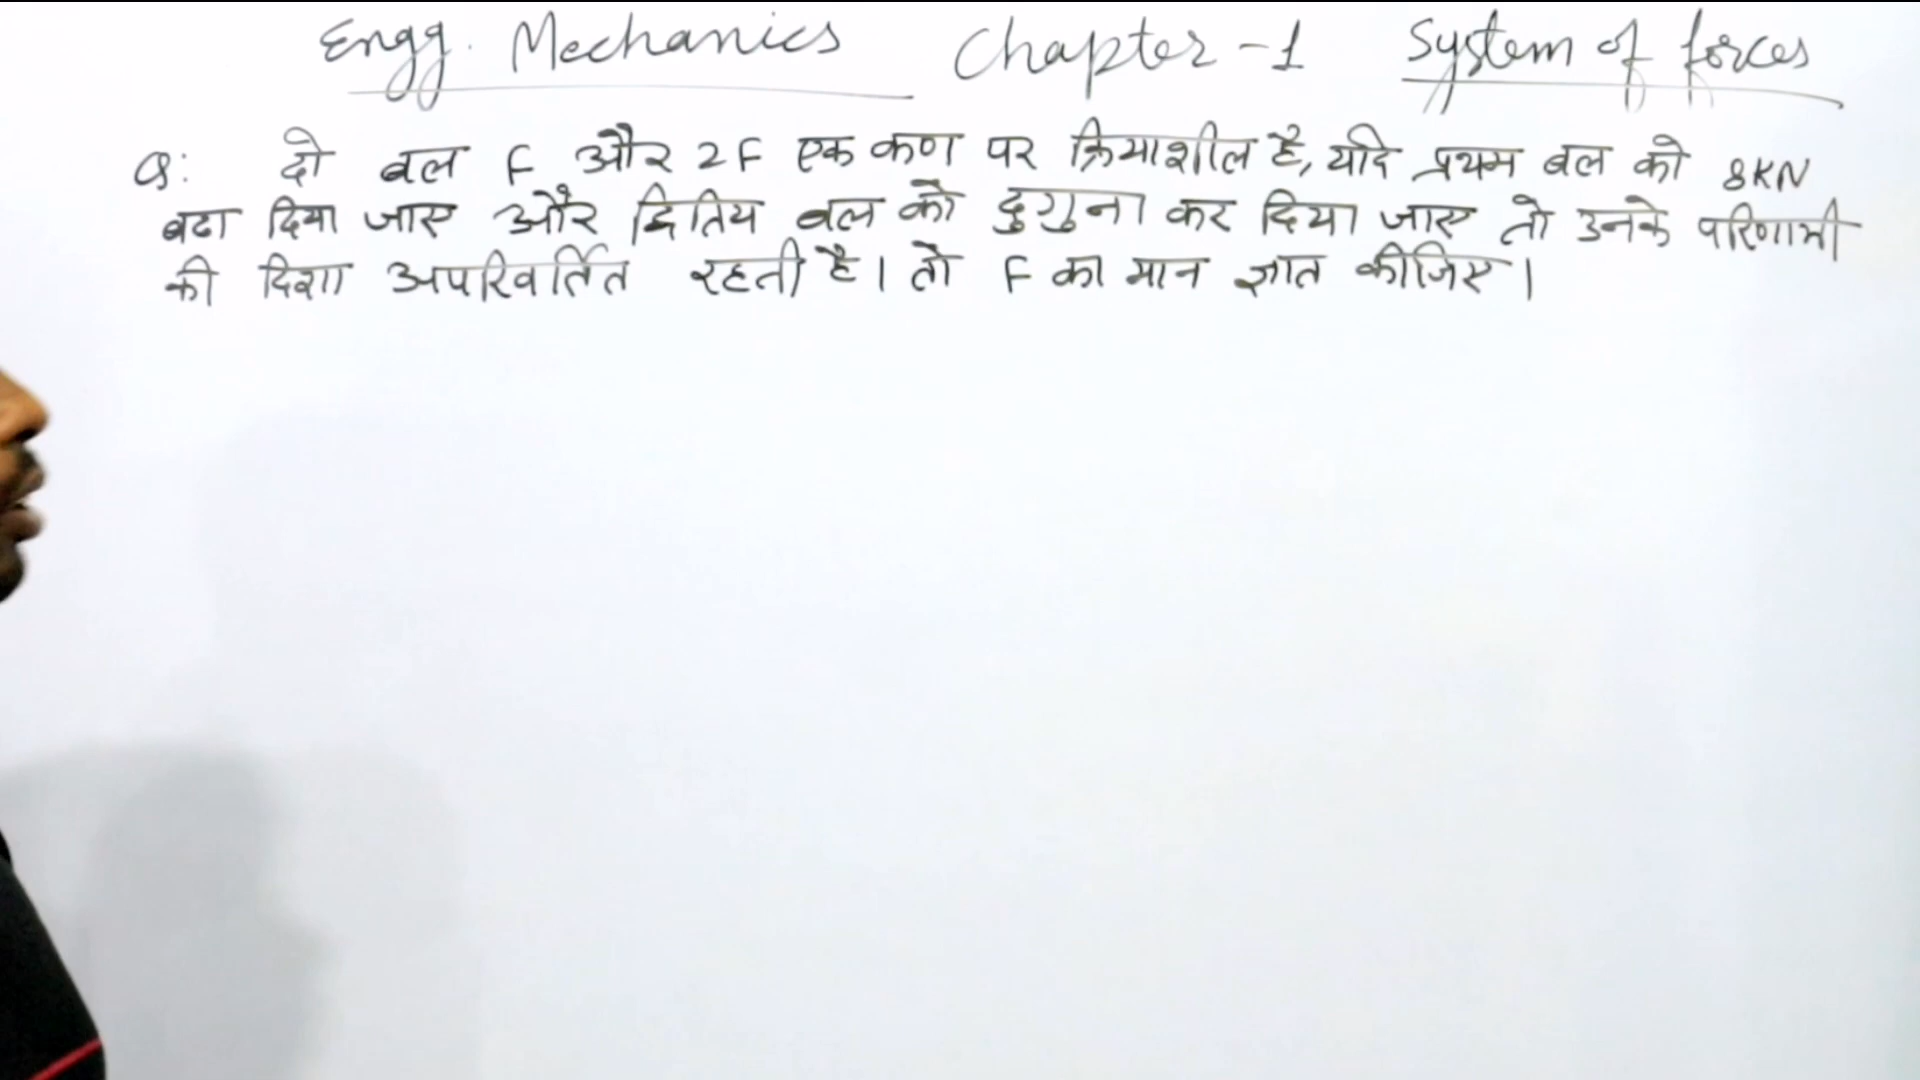 Engg. Mechanics Chapter-1 System of forces
Q: दो बल F और 2F एक कण पर क्रियाशील है, यदि प्रथम बल को 8KN
बढा दिया जाए और द्वितिय बल को दुगुना कर दिया जाए तो उनके परिणामी
की दिशा अपरिवर्तित रहती है। तो F का मान ज्ञात कीजिए।